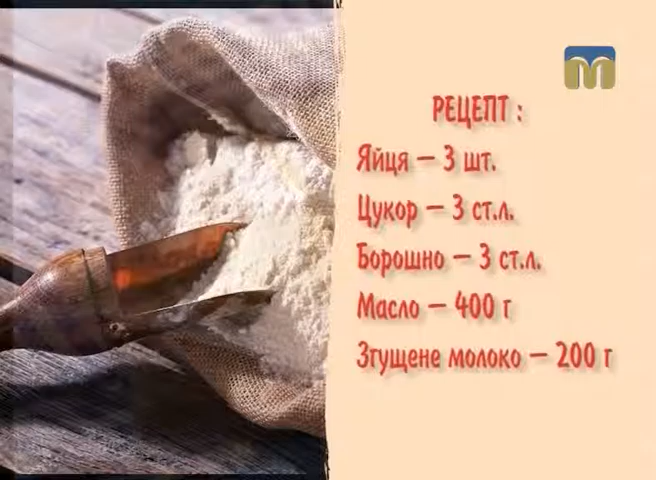 РЕЦЕПТ :
Яйця – 3 шт.
Цукор – 3 ст.л.
Борошно – 3 ст.л.
Масло – 400 г
Згущене молоко – 200 г
M